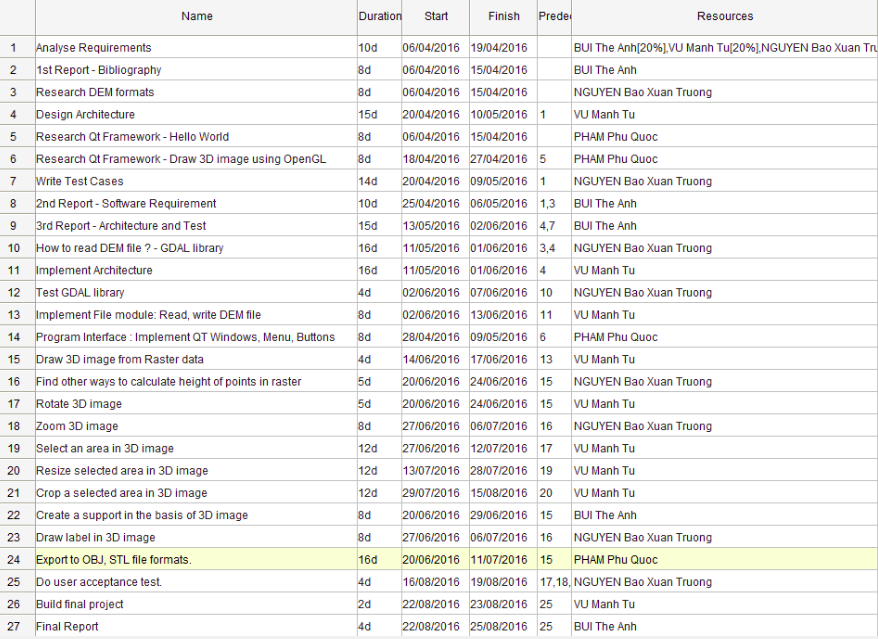 Name Duration Start Finish Prede Resources
1 Analyse Requirements 10d 06/04/2016 19/04/2016 BUI The Anh[20%],VU Manh Tu[20%],NGUYEN Bao Xuan Tru
2 1st Report - Bibliography 8d 06/04/2016 15/04/2016 BUI The Anh
3 Research DEM formats 8d 06/04/2016 15/04/2016 NGUYEN Bao Xuan Truong
4 Design Architecture 15d 20/04/2016 10/05/2016 1 VU Manh Tu
5 Research Qt Framework - Hello World 8d 06/04/2016 15/04/2016 PHAM Phu Quoc
6 Research Qt Framework - Draw 3D image using OpenGL 8d 18/04/2016 27/04/2016 5 PHAM Phu Quoc
7 Write Test Cases 14d 20/04/2016 09/05/2016 1 NGUYEN Bao Xuan Truong
8 2nd Report - Software Requirement 10d 25/04/2016 06/05/2016 1,3 BUI The Anh
9 3rd Report - Architecture and Test 15d 13/05/2016 02/06/2016 4,7 BUI The Anh
10 How to read DEM file ? - GDAL library 16d 11/05/2016 01/06/2016 3,4 NGUYEN Bao Xuan Truong
11 Implement Architecture 16d 11/05/2016 01/06/2016 4 VU Manh Tu
12 Test GDAL library 4d 02/06/2016 07/06/2016 10 NGUYEN Bao Xuan Truong
13 Implement File module: Read, write DEM file 8d 02/06/2016 13/06/2016 11 VU Manh Tu
14 Program Interface : Implement QT Windows, Menu, Buttons 8d 28/04/2016 09/05/2016 6 PHAM Phu Quoc
15 Draw 3D image from Raster data 4d 14/06/2016 17/06/2016 13 VU Manh Tu
16 Find other ways to calculate height of points in raster 5d 20/06/2016 24/06/2016 15 NGUYEN Bao Xuan Truong
17 Rotate 3D image 5d 20/06/2016 24/06/2016 15 VU Manh Tu
18 Zoom 3D image 8d 27/06/2016 06/07/2016 16 NGUYEN Bao Xuan Truong
19 Select an area in 3D image 12d 27/06/2016 12/07/2016 17 VU Manh Tu
20 Resize selected area in 3D image 12d 13/07/2016 28/07/2016 19 VU Manh Tu
21 Crop a selected area in 3D image 12d 29/07/2016 15/08/2016 20 VU Manh Tu
22 Create a support in the basis of 3D image 8d 20/06/2016 29/06/2016 15 BUI The Anh
23 Draw label in 3D image 8d 27/06/2016 06/07/2016 16 NGUYEN Bao Xuan Truong
24 Export to OBJ, STL file formats. 16d 20/06/2016 11/07/2016 15 PHAM Phu Quoc
25 Do user acceptance test. 4d 16/08/2016 19/08/2016 17,18, NGUYEN Bao Xuan Truong
26 Build final project 2d 22/08/2016 23/08/2016 25 VU Manh Tu
27 Final Report 4d 22/08/2016 25/08/2016 25 BUI The Anh